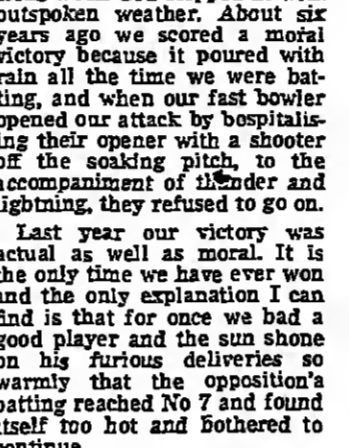 outspoken weather. About six
years ago we scored a moral
victory because it poured with
rain all the time we were bat-
ting, and when our fast bowler
opened our attack by hospitalis-
ing their opener with a shooter
off the soaking pitch, to the
accompaniment of thunder and
lightning, they refused to go on.
Last year our victory was
actual as well as moral. It is
the only time we have ever won
and the only explanation I can
find is that for once we had a
good player and the sun shone
on his furious deliveries so
warmly that the opposition's
batting reached No 7 and found
itself too hot and bothered to
continue.